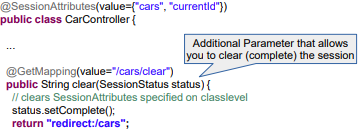 @SessionAttributes(value={"cars", "currentId"})
public class CarController {
...
Additional Parameter that allows
you to clear (complete) the session
@GetMapping(value="/cars/clear")
public String clear(SessionStatus status) {
// clears SessionAttributes specified on classlevel
status.setComplete();
return "redirect:/cars";